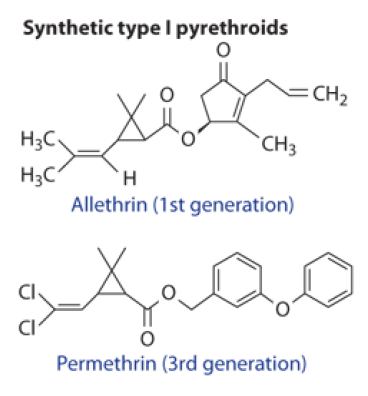 Synthetic type I pyrethroids
O
CH2
O
H3C
O
CH3
H3C
H
Allethrin (1st generation)
Cl
O
Cl
O
O
Permethrin (3rd generation)